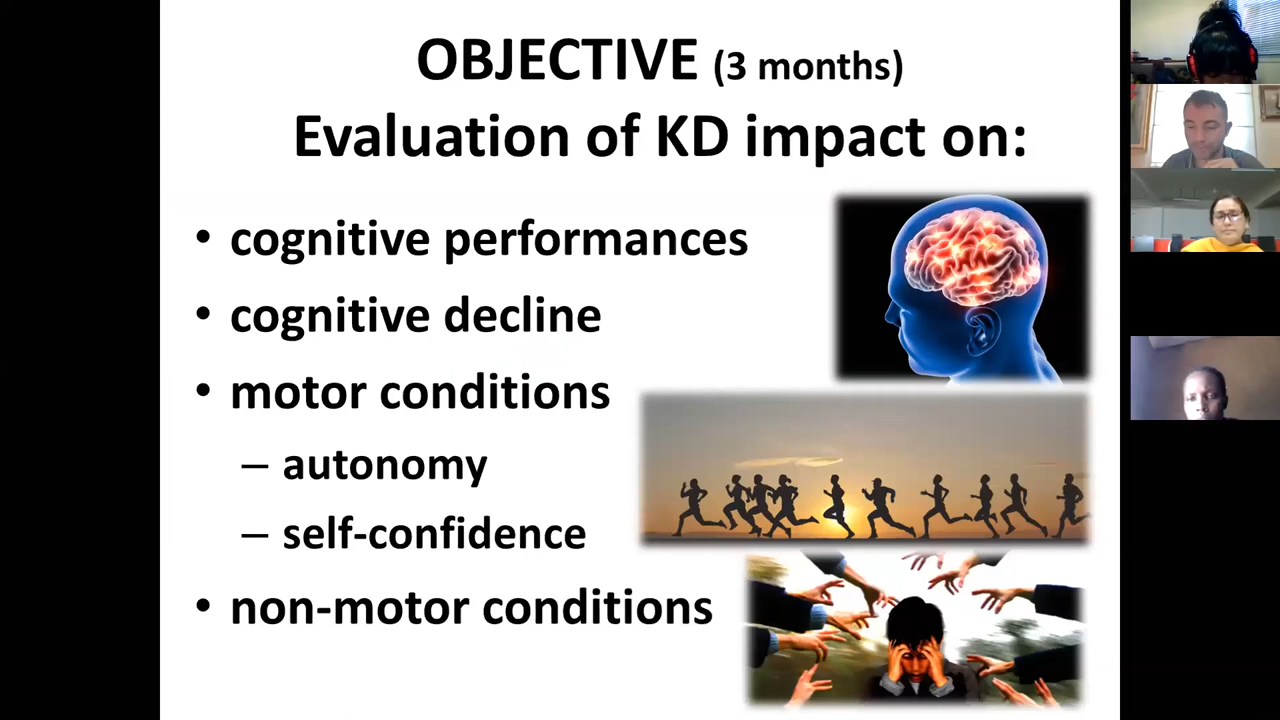 OBJECTIVE (3 months)
Evaluation of KD impact on:
• cognitive performances
• cognitive decline
• motor conditions
– autonomy
– self-confidence
• non-motor conditions